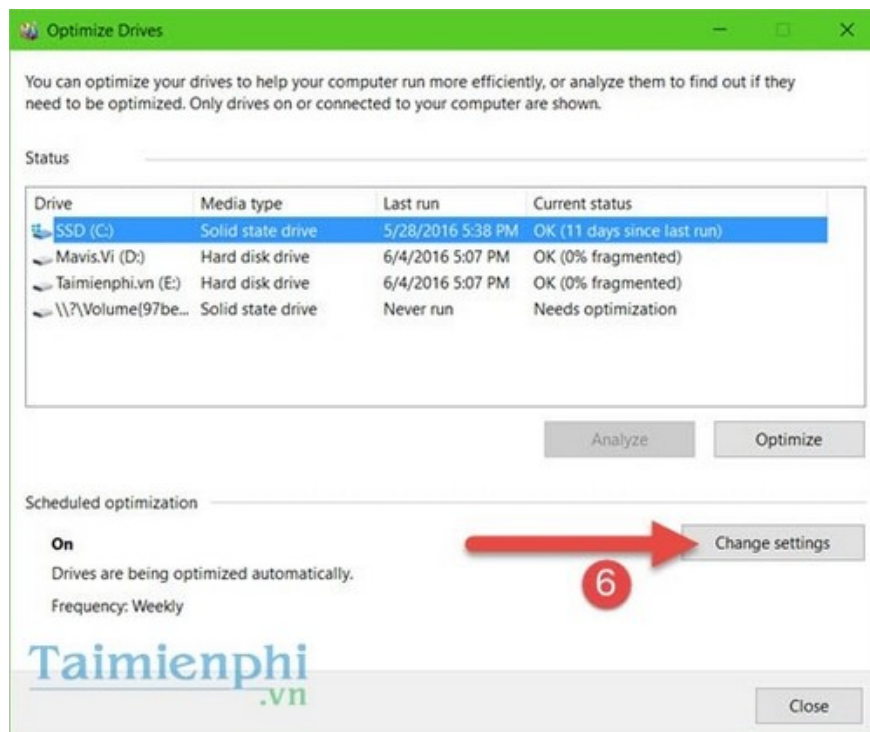 Optimize Drives
You can optimize your drives to help your computer run more efficiently, or analyze them to find out if they
need to be optimized. Only drives on or connected to your computer are shown.
Status
Drive Media type Last run Current status
SSD (C:) Solid state drive 5/28/2016 5:38 PM OK (11 days since last run)
Mavis.Vi (D:) Hard disk drive 6/4/2016 5:07 PM OK (0% fragmented)
Taimienphi.vn (E:) Hard disk drive 6/4/2016 5:07 PM OK (0% fragmented)
\\?\Volume{97be... Solid state drive Never run Needs optimization
Analyze Optimize
Scheduled optimization
On
Change settings
Drives are being optimized automatically.
6
Frequency: Weekly
Taimienphi
.vn
Close